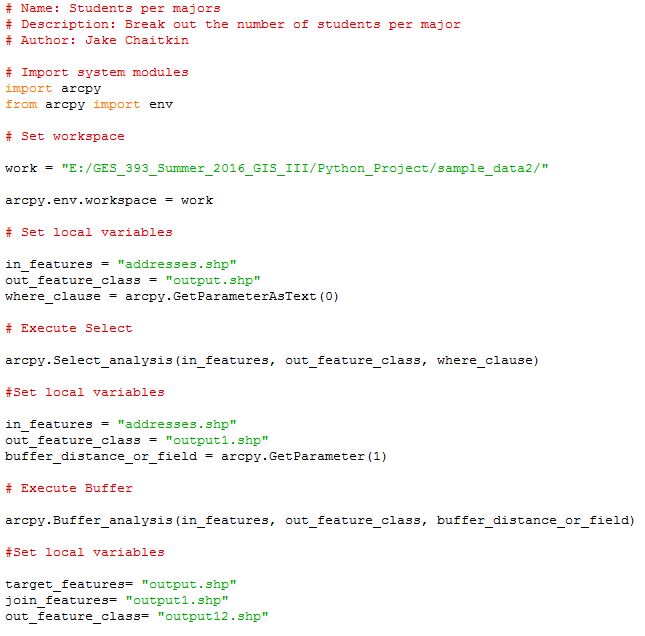 # Name: Students per majors
# Description: Break out the number of students per major
# Author: Jake Chaitkin
# Import system modules
import arcpy
from arcpy import env
# Set workspace
work = "E:/GES_393_Summer_2016_GIS_III/Python_Project/sample_data2/"
arcpy.env.workspace = work
# Set local variables
in_features = "addresses.shp"
out_feature_class = "output.shp"
where_clause = arcpy.GetParameterAsText(0)
# Execute Select
arcpy.Select_analysis(in_features, out_feature_class, where_clause)
#Set local variables
in_features = "addresses.shp"
out_feature_class = "output1.shp"
buffer_distance_or_field = arcpy.GetParameter(1)
# Execute Buffer
arcpy.Buffer_analysis(in_features, out_feature_class, buffer_distance_or_field)
#Set local variables
target_features= "output.shp"
join_features= "output1.shp"
out_feature_class= "output12.shp"